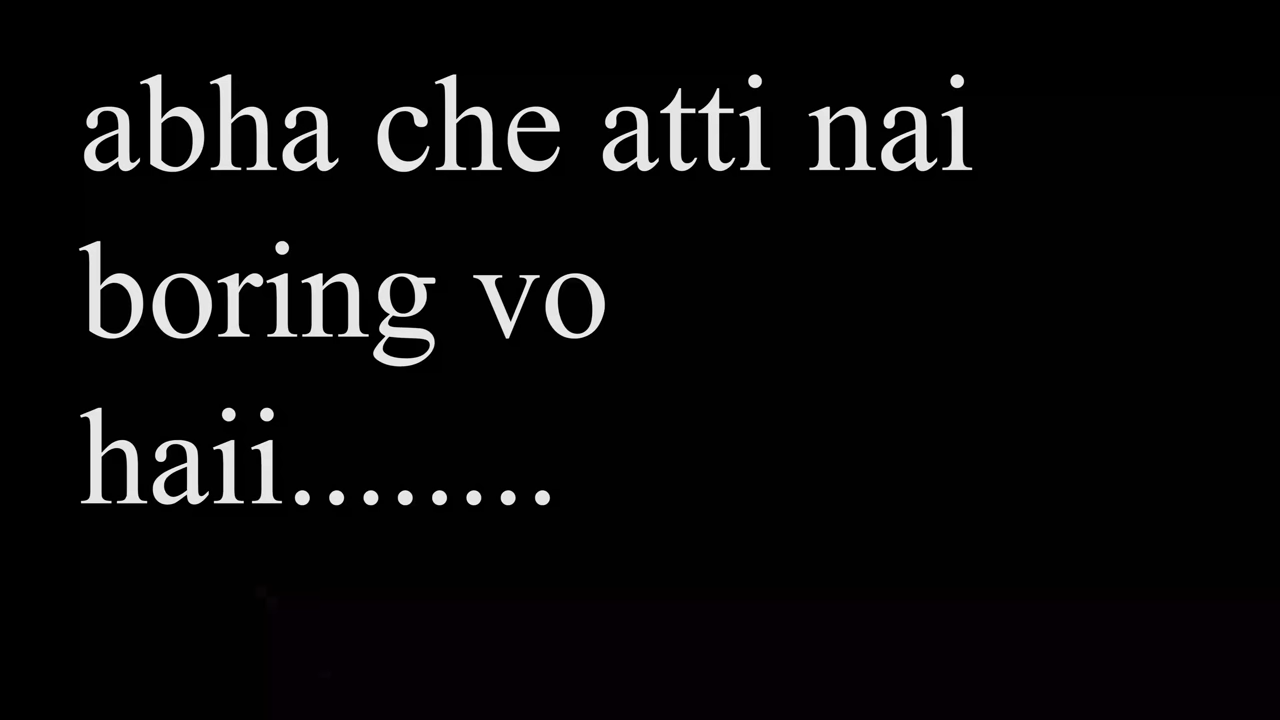 abha che atti nai
boring vo
haii........